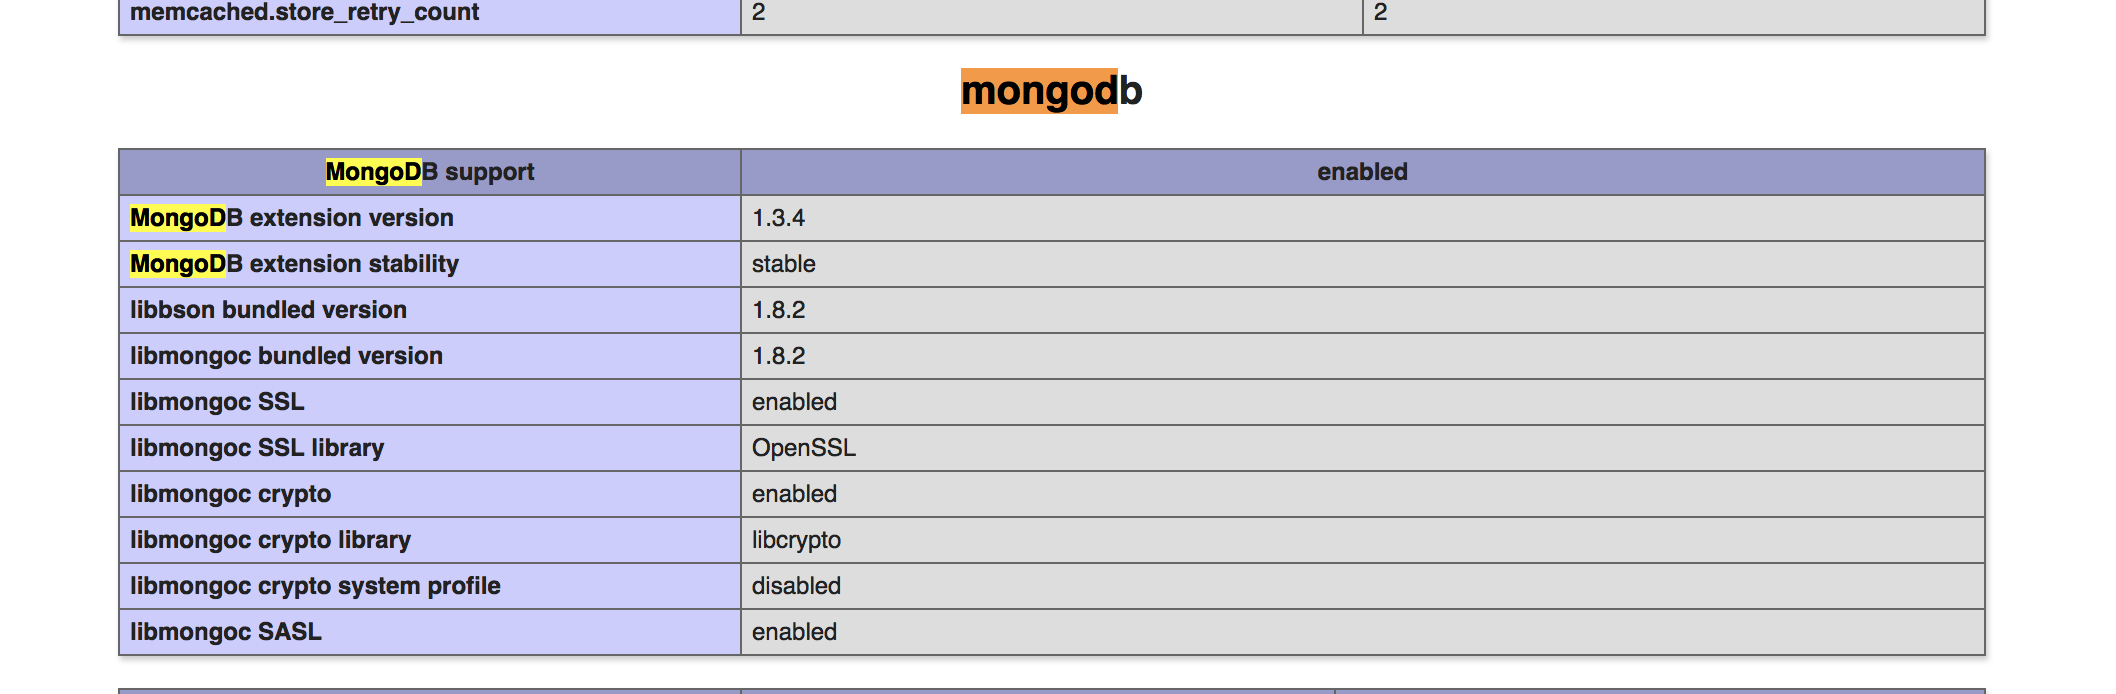 memcached.store_retry_count 2 2
mongodb
MongoDB support enabled
MongoDB extension version 1.3.4
MongoDB extension stability stable
libbson bundled version 1.8.2
libmongoc bundled version 1.8.2
libmongoc SSL enabled
libmongoc SSL library OpenSSL
libmongoc crypto enabled
libmongoc crypto library libcrypto
libmongoc crypto system profile disabled
libmongoc SASL enabled